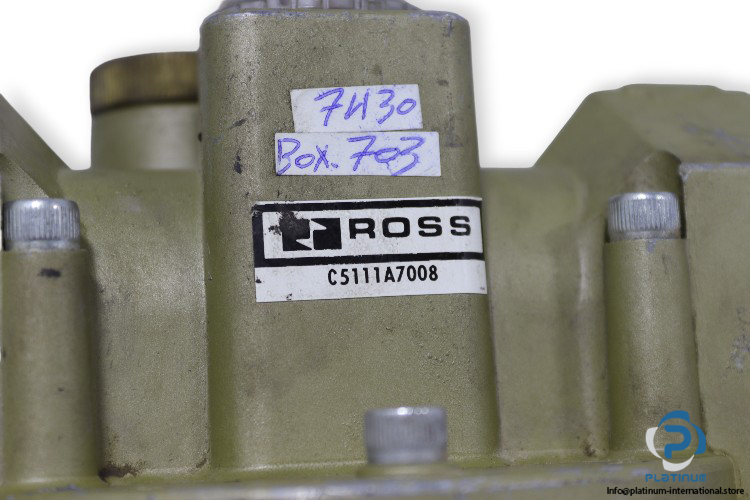 7430
Box.703
ROSS
C5111A7008
PLATINUM
Info@platinum-international.store